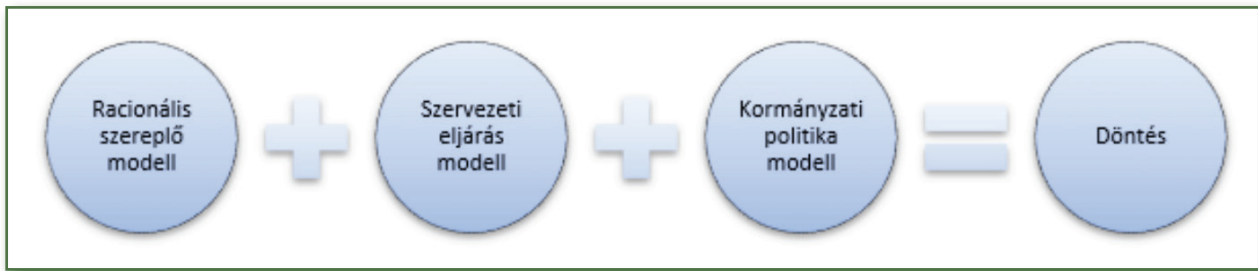 Racionális
szereplő
modell
Szervezeti
eljárás
modell
Kormányzati
politika
modell
Döntés